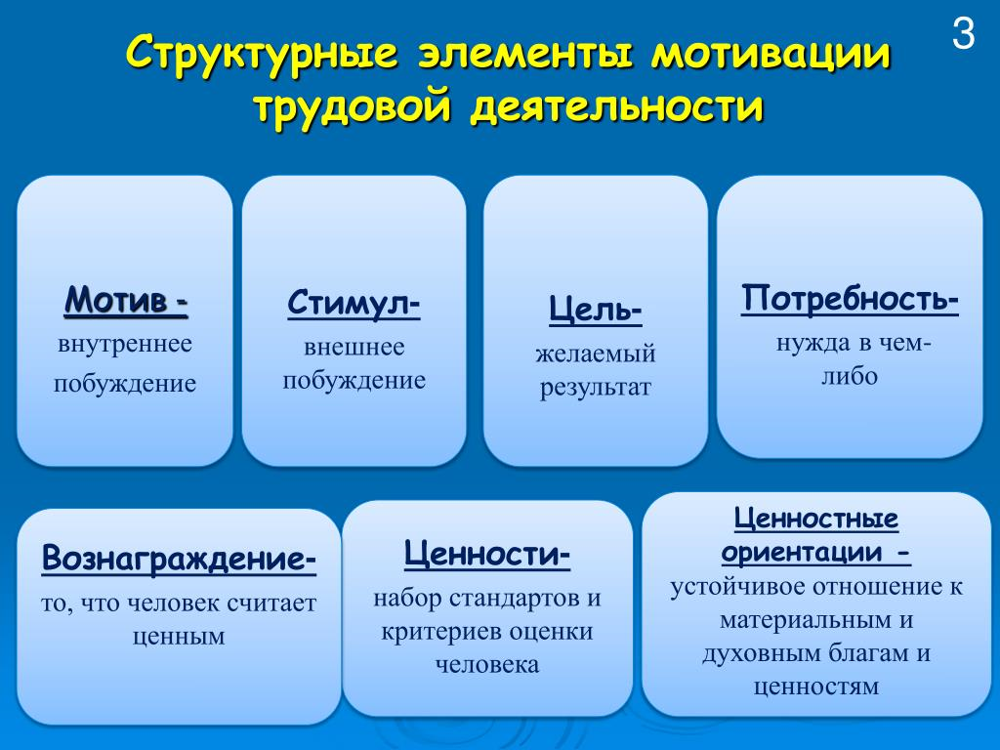 3
Структурные элементы мотивации
трудовой деятельности
Мотив -
внутреннее
побуждение
Стимул-
внешнее
побуждение
Цель-
желаемый
результат
Потребность-
нужда в чем-
либо
Вознаграждение-
то, что человек считает
ценным
Ценности-
набор стандартов и
критериев оценки
человека
Ценностные
ориентации -
устойчивое отношение к
материальным и
духовным благам и
ценностям